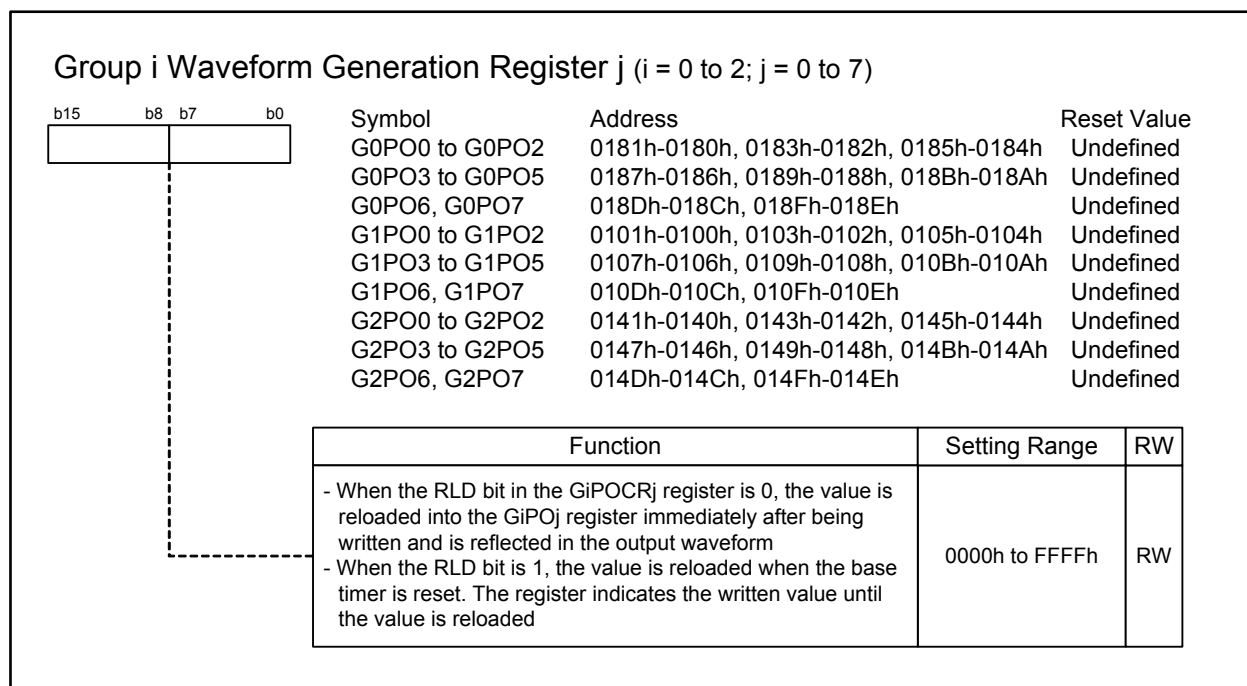 Group i Waveform Generation Register j (i = 0 to 2; j = 0 to 7)
b15 b8 b7 b0
Symbol Address Reset Value
G0PO0 to G0PO2 0181h-0180h, 0183h-0182h, 0185h-0184h Undefined
G0PO3 to G0PO5 0187h-0186h, 0189h-0188h, 018Bh-018Ah Undefined
G0PO6, G0PO7 018Dh-018Ch, 018Fh-018Eh Undefined
G1PO0 to G1PO2 0101h-0100h, 0103h-0102h, 0105h-0104h Undefined
G1PO3 to G1PO5 0107h-0106h, 0109h-0108h, 010Bh-010Ah Undefined
G1PO6, G1PO7 010Dh-010Ch, 010Fh-010Eh Undefined
G2PO0 to G2PO2 0141h-0140h, 0143h-0142h, 0145h-0144h Undefined
G2PO3 to G2PO5 0147h-0146h, 0149h-0148h, 014Bh-014Ah Undefined
G2PO6, G2PO7 014Dh-014Ch, 014Fh-014Eh Undefined
Function Setting Range RW
- When the RLD bit in the GiPOCRj register is 0, the value is
reloaded into the GiPOj register immediately after being
written and is reflected in the output waveform
- When the RLD bit is 1, the value is reloaded when the base
timer is reset. The register indicates the written value until
the value is reloaded
0000h to FFFFh RW